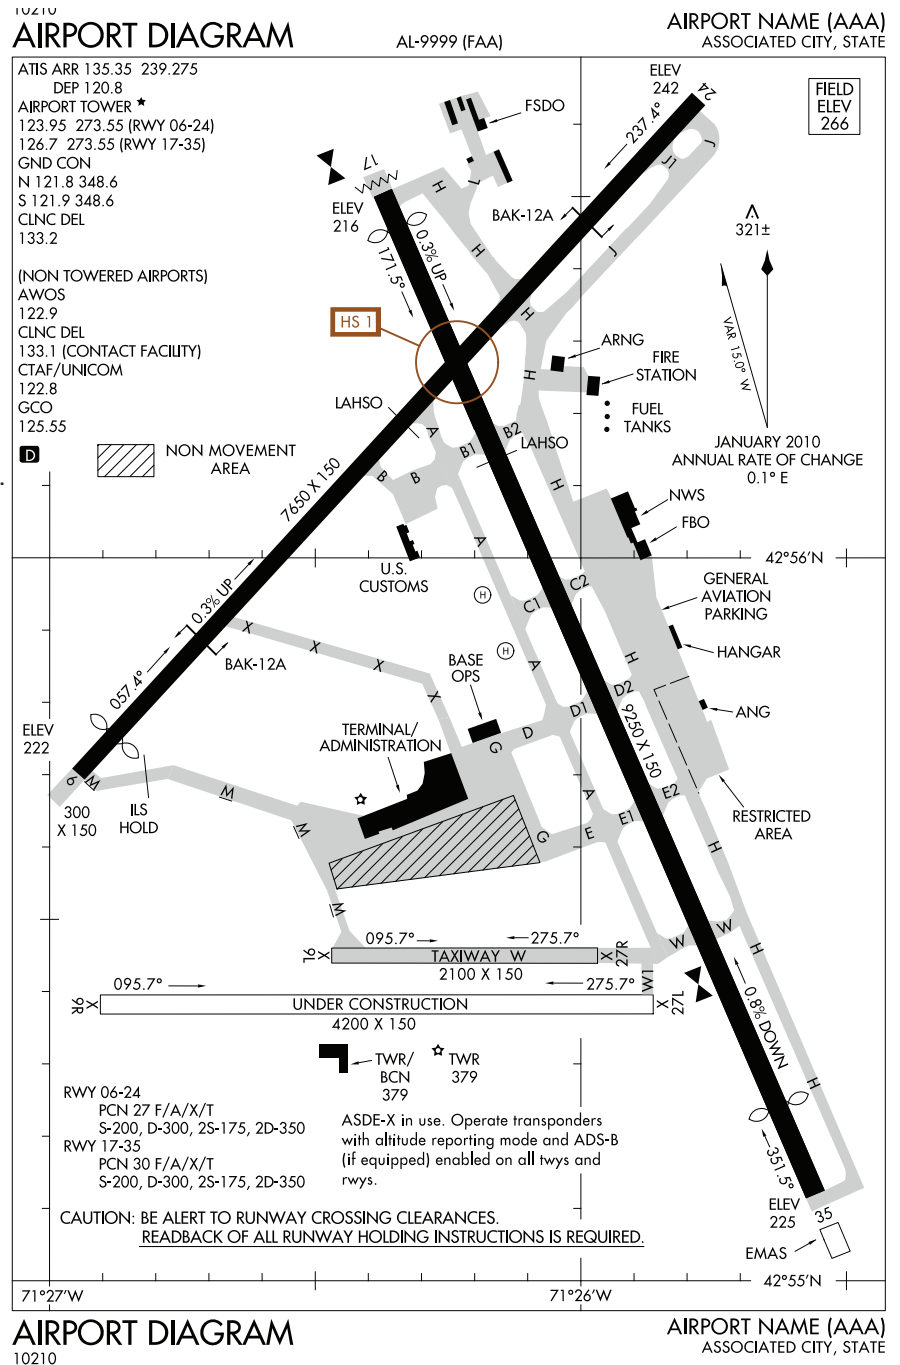 10210
AIRPORT DIAGRAM
AL-9999 (FAA)
AIRPORT NAME (AAA)
ASSOCIATED CITY, STATE
ATIS ARR 135.35 239.275
DEP 120.8
AIRPORT TOWER ★
123.95 273.55 (RWY 06-24)
126.7 273.55 (RWY 17-35)
GND CON
N 121.8 348.6
S 121.9 348.6
CLNC DEL
133.2
(NON TOWERED AIRPORTS)
AWOS
122.9
CLNC DEL
133.1 (CONTACT FACILITY)
CTAF/UNICOM
122.8
GCO
125.55
D
NON MOVEMENT
AREA
FIELD
ELEV
266
ELEV
242
24
237.4°
J
J1
J
FSDO
L
17
H
H
ELEV
216
0.3% UP
171.5°
BAK-12A
321±
VAR 15.0° W
JANUARY 2010
ANNUAL RATE OF CHANGE
0.1° E
HS 1
H
H
ARNG
FIRE
STATION
FUEL
TANKS
LAHSO
A
B
B
B1
B2
LAHSO
H
7650 X 150
NWS
FBO
U.S.
CUSTOMS
A
42°56'N
GENERAL
AVIATION
PARKING
HANGAR
ANG
C1
C2
H
H
H
0.3% UP
BAK-12A
057.4°
X
X
X
X
BASE
OPS
A
G
D
D1
D2
H
9250 X 150
ELEV
222
6
M
300
X 150
ILS
HOLD
M
M
M
TERMINAL/
ADMINISTRATION
G
A
E
E1
E2
H
RESTRICTED
AREA
W
W
H
9L
X
095.7°
275.7°
TAXIWAY W
2100 X 150
X
27R
W1
9R
X
095.7°
275.7°
UNDER CONSTRUCTION
4200 X 150
X
27L
0.8% DOWN
H
TWR/
BCN
379
TWR
379
RWY 06-24
PCN 27 F/A/X/T
S-200, D-300, 2S-175, 2D-350
RWY 17-35
PCN 30 F/A/X/T
S-200, D-300, 2S-175, 2D-350
ASDE-X in use. Operate transponders
with altitude reporting mode and ADS-B
(if equipped) enabled on all twys and
rwys.
351.5°
ELEV
225
35
EMAS
CAUTION: BE ALERT TO RUNWAY CROSSING CLEARANCES.
READBACK OF ALL RUNWAY HOLDING INSTRUCTIONS IS REQUIRED.
42°55'N
71°27'W
71°26'W
AIRPORT DIAGRAM
10210
AIRPORT NAME (AAA)
ASSOCIATED CITY, STATE